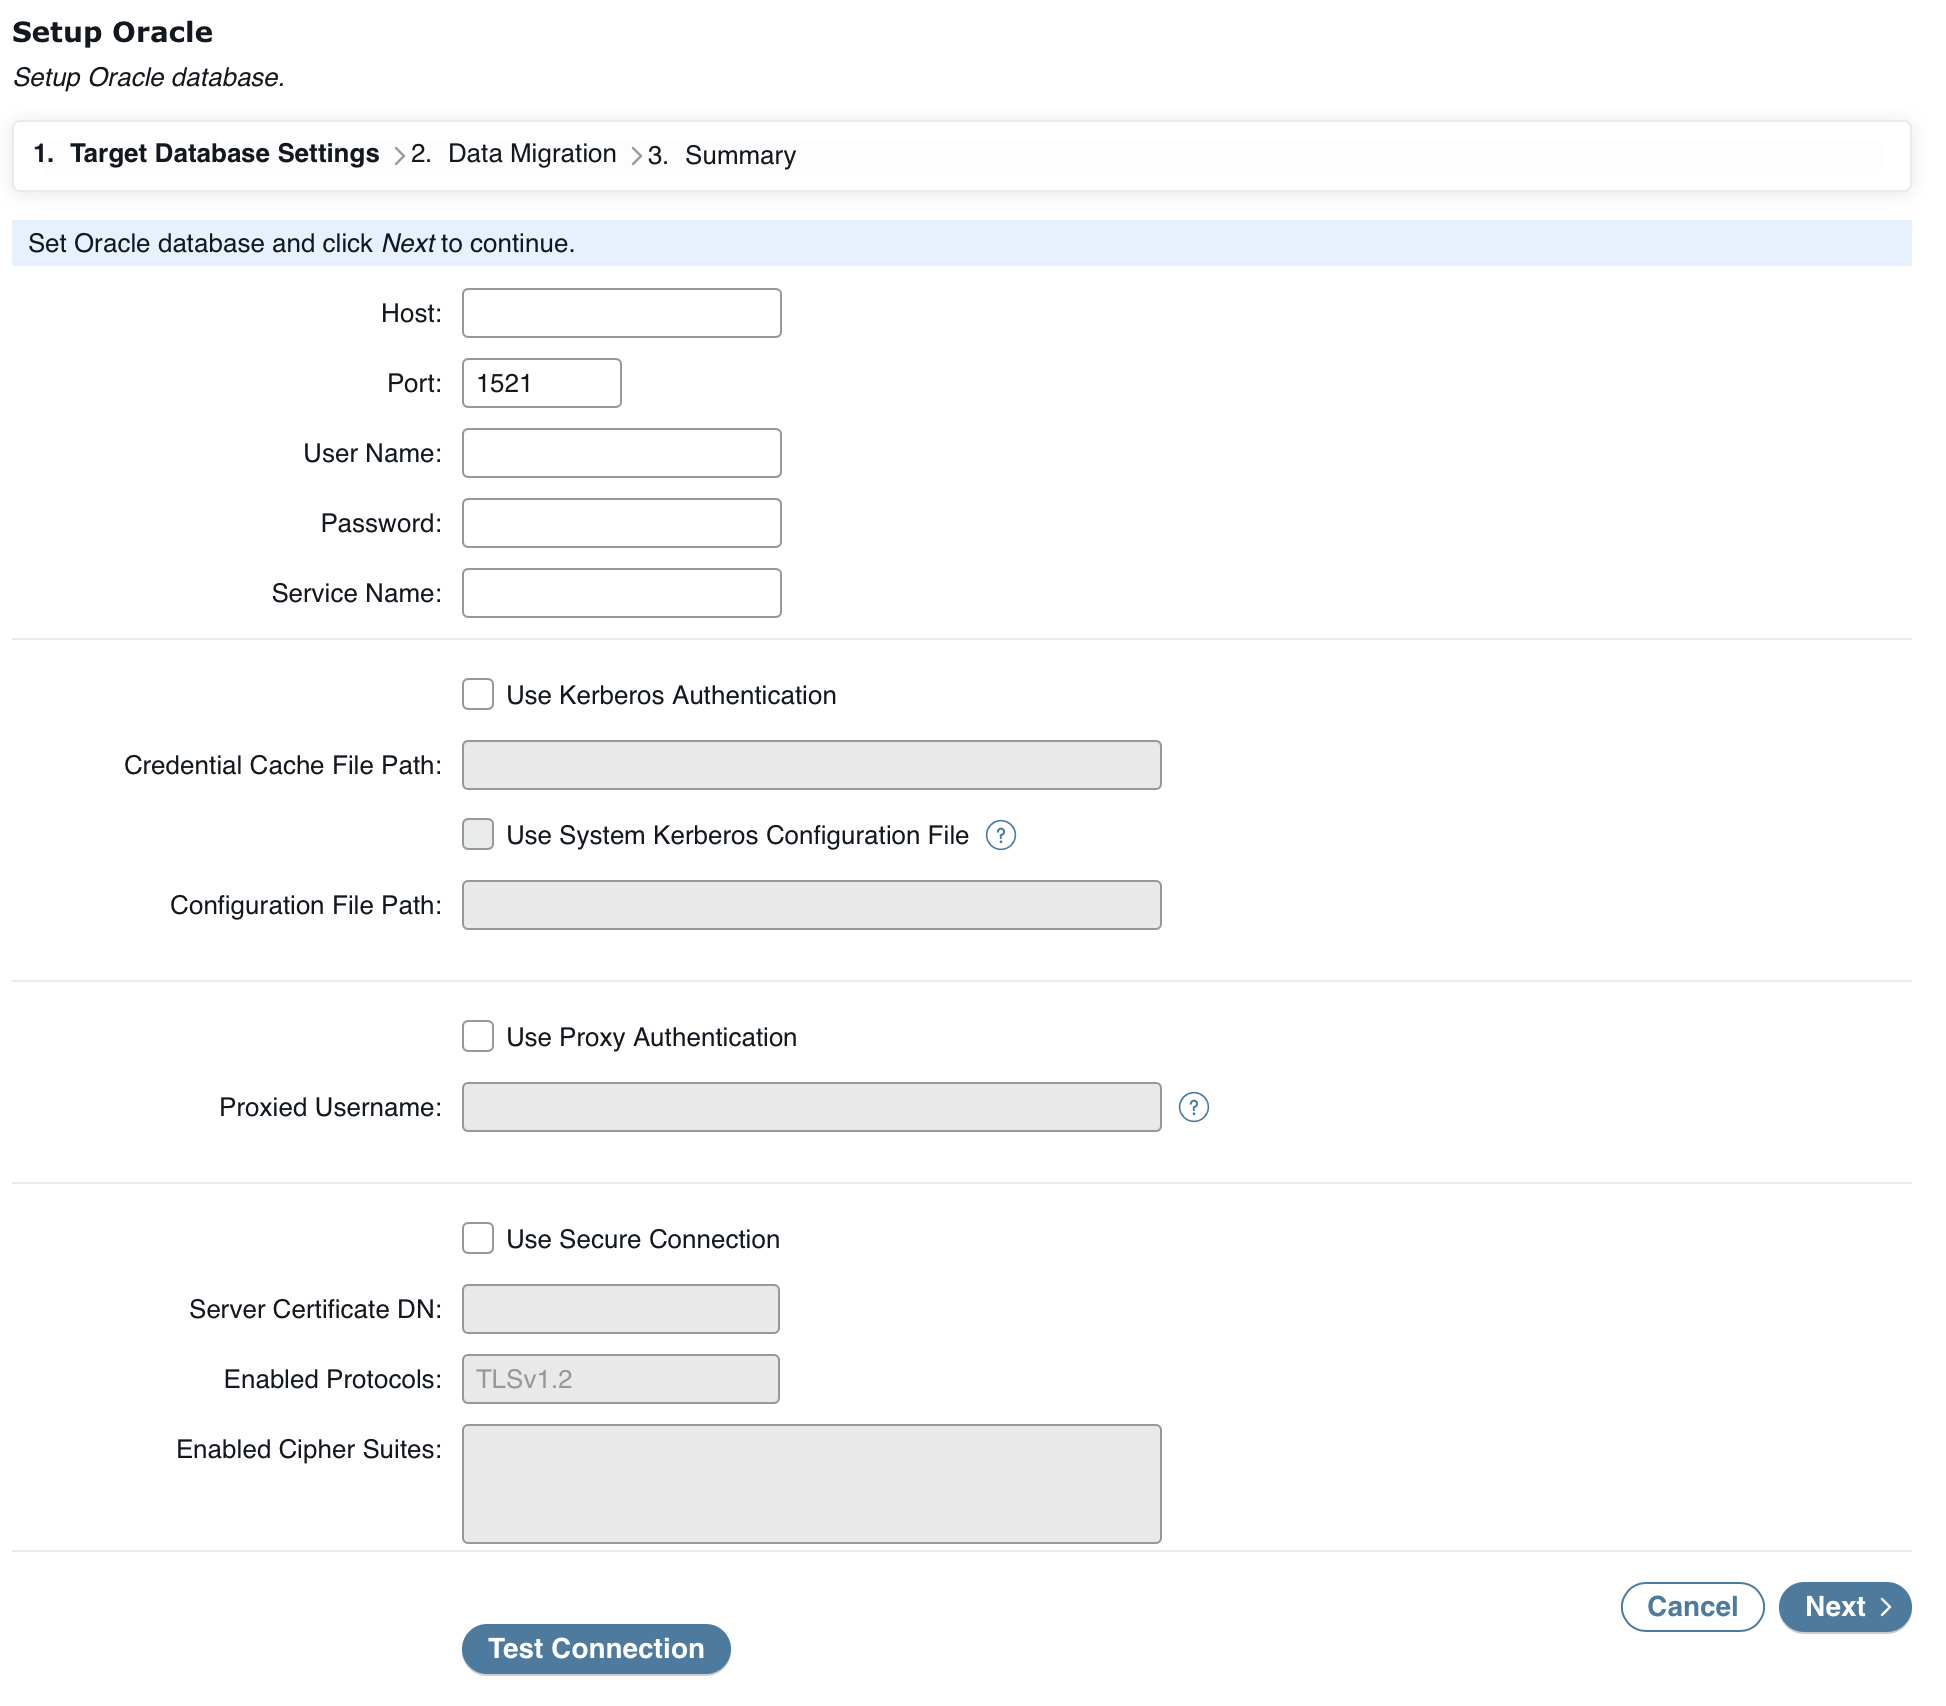 Setup Oracle
Setup Oracle database.
1. Target Database Settings > 2. Data Migration > 3. Summary
Set Oracle database and click Next to continue.
Host:
Port: 1521
User Name:
Password:
Service Name:
Use Kerberos Authentication
Credential Cache File Path:
Use System Kerberos Configuration File ?
Configuration File Path:
Use Proxy Authentication
Proxied Username: ?
Use Secure Connection
Server Certificate DN:
Enabled Protocols: TLSv1.2
Enabled Cipher Suites:
Cancel Next >
Test Connection